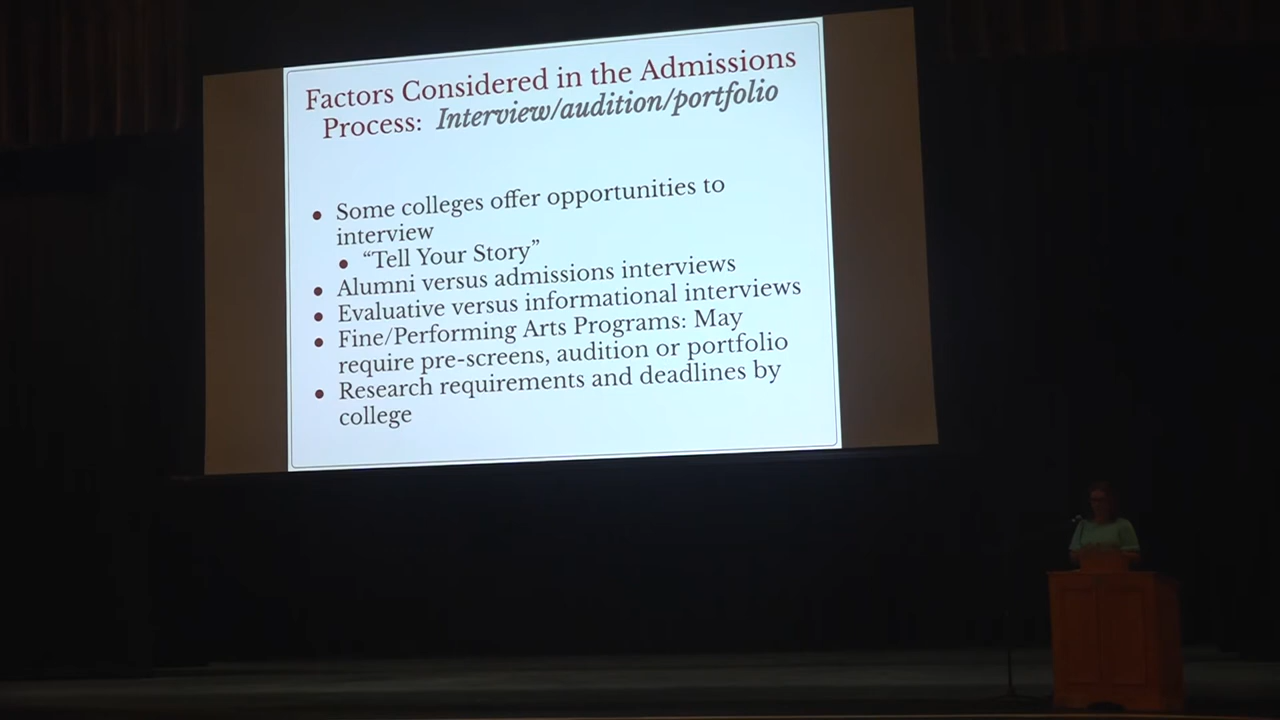 Factors Considered in the Admissions
Process: Interview/audition/portfolio
• Some colleges offer opportunities to
interview
• “Tell Your Story”
• Alumni versus admissions interviews
• Evaluative versus informational interviews
• Fine/Performing Arts Programs: May
require pre-screens, audition or portfolio
• Research requirements and deadlines by
college